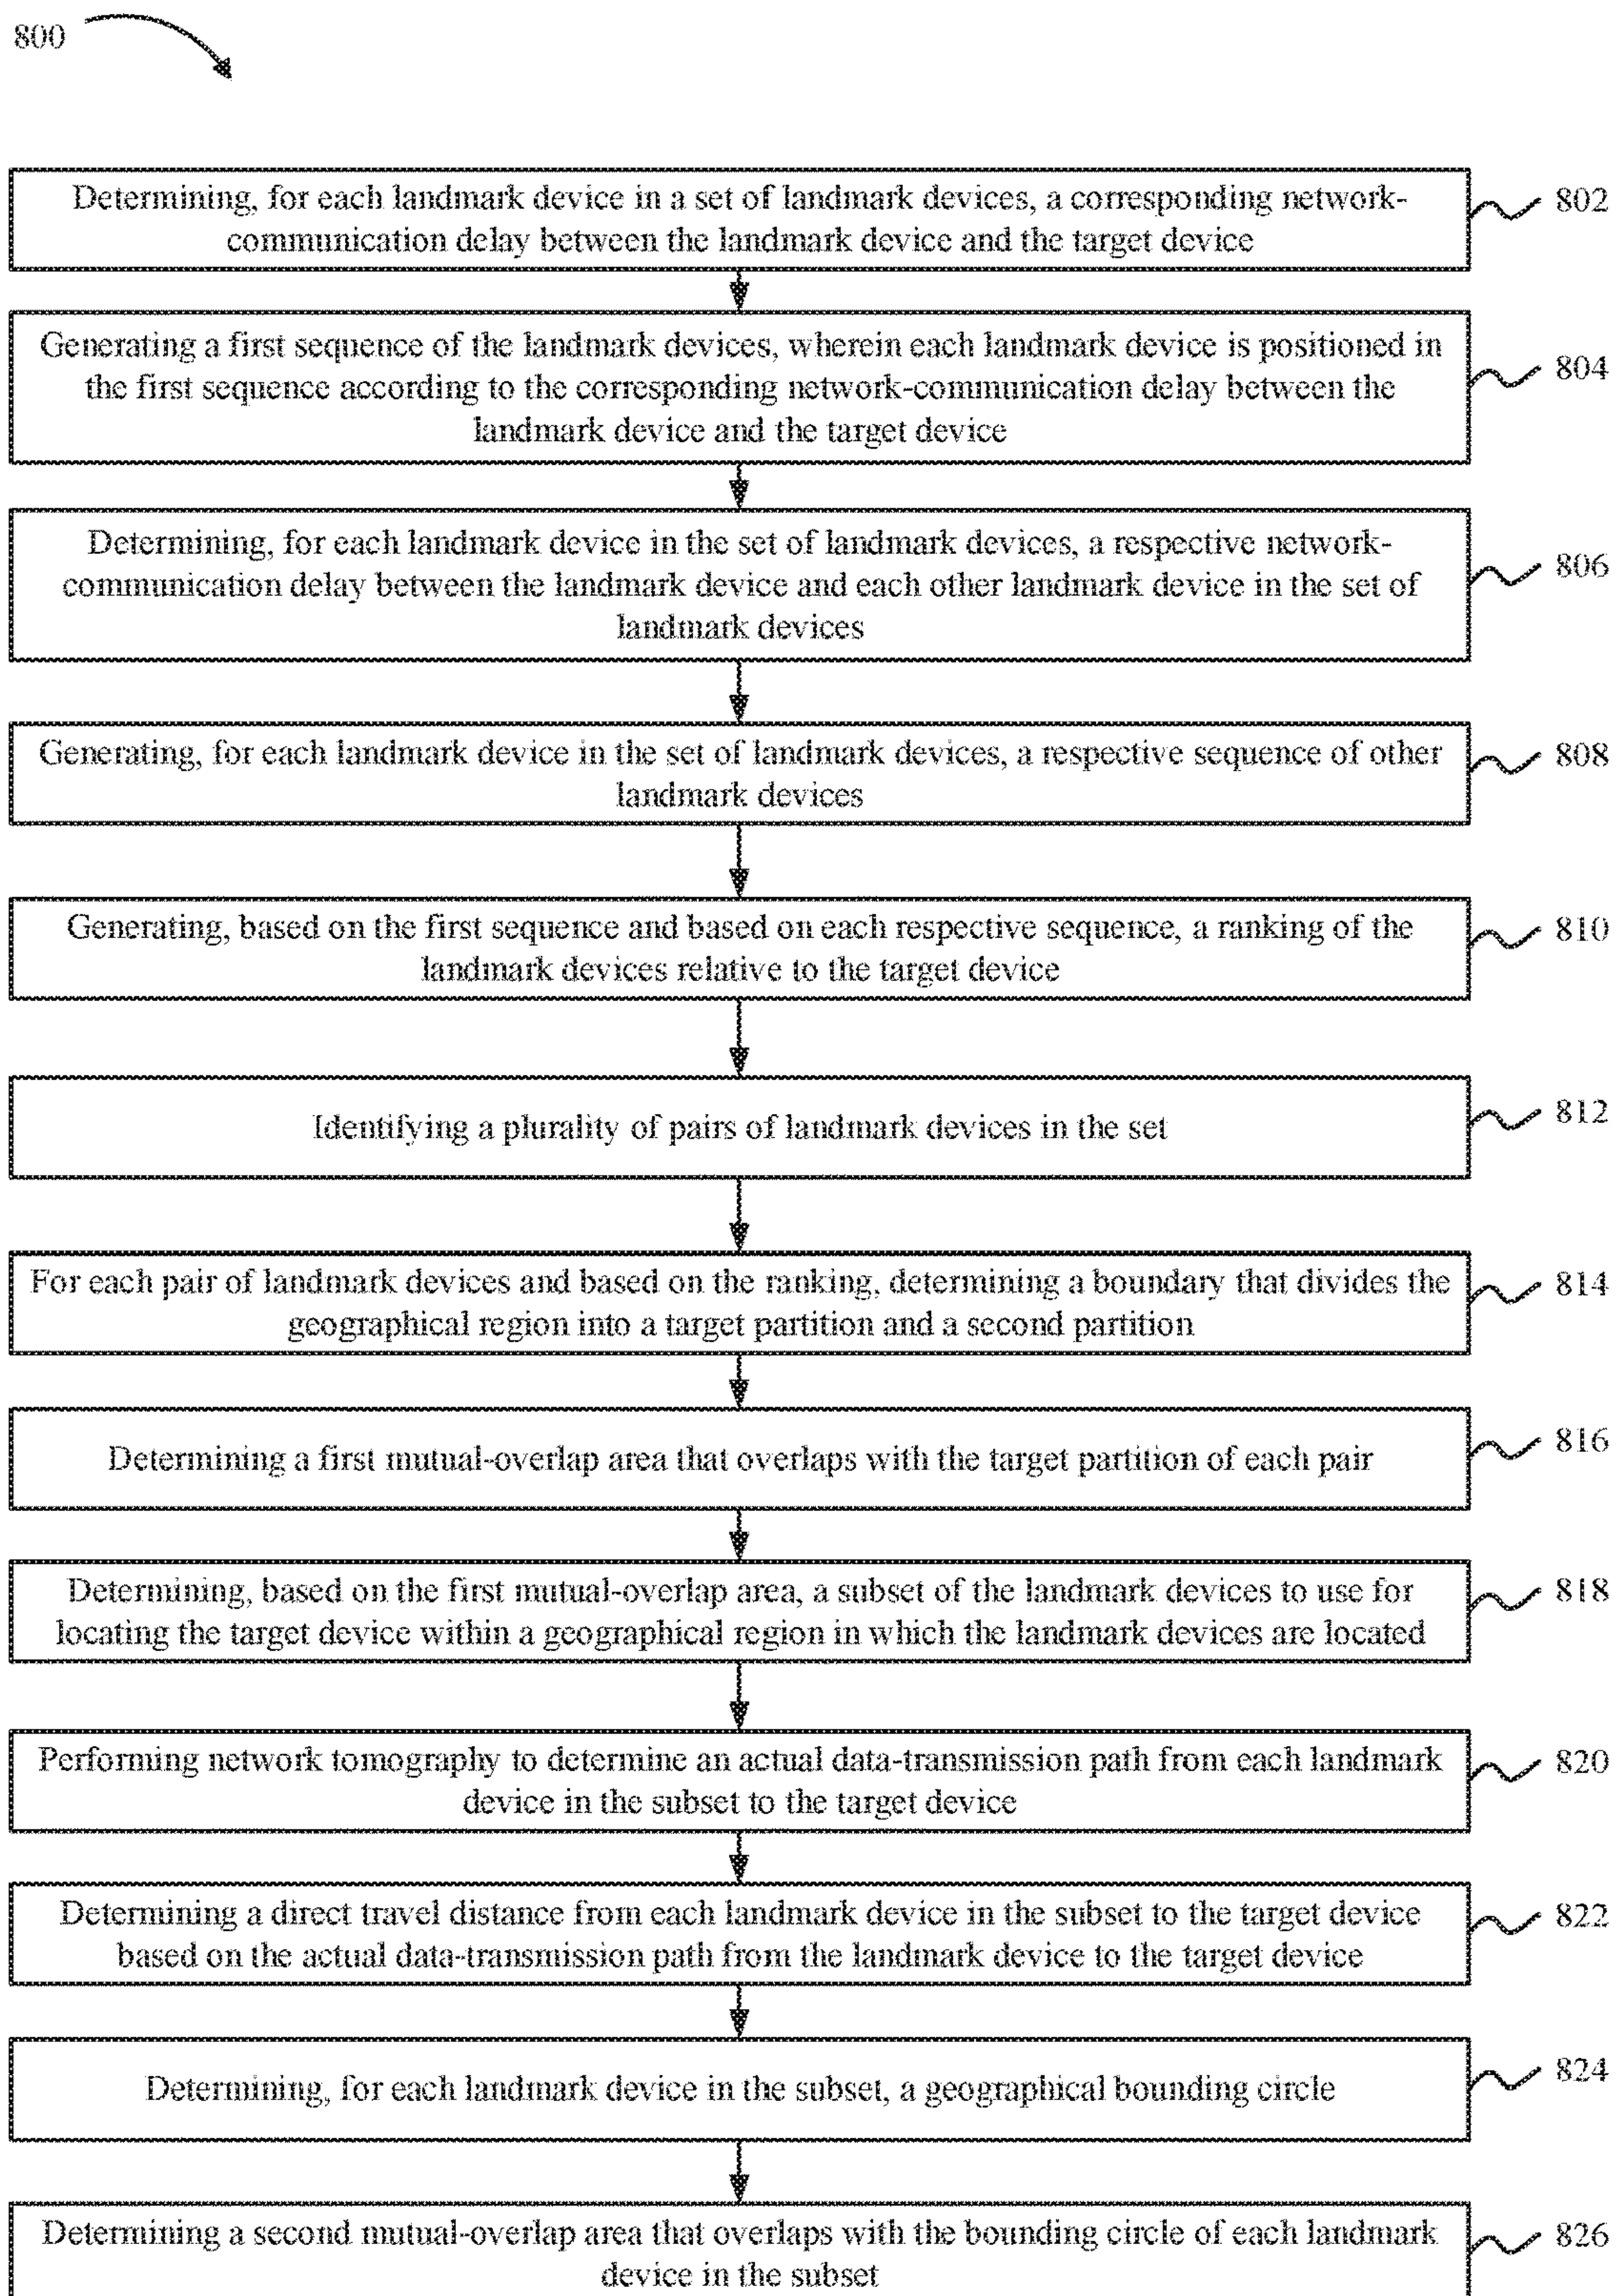 800
Determining, for each landmark device in a set of landmark devices, a corresponding network-
communication delay between the landmark device and the target device
802
Generating a first sequence of the landmark devices, wherein each landmark device is positioned in
the first sequence according to the corresponding network-communication delay between the
landmark device and the target device
804
Determining, for each landmark device in the set of landmark devices, a respective network-
communication delay between the landmark device and each other landmark device in the set of
landmark devices
806
Generating, for each landmark device in the set of landmark devices, a respective sequence of other
landmark devices
808
Generating, based on the first sequence and based on each respective sequence, a ranking of the
landmark devices relative to the target device
810
Identifying a plurality of pairs of landmark devices in the set
812
For each pair of landmark devices and based on the ranking, determining a boundary that divides the
geographical region into a target partition and a second partition
814
Determining a first mutual-overlap area that overlaps with the target partition of each pair
816
Determining, based on the first mutual-overlap area, a subset of the landmark devices to use for
locating the target device within a geographical region in which the landmark devices are located
818
Performing network tomography to determine an actual data-transmission path from each landmark
device in the subset to the target device
820
Determining a direct travel distance from each landmark device in the subset to the target device
based on the actual data-transmission path from the landmark device to the target device
822
Determining, for each landmark device in the subset, a geographical bounding circle
824
Determining a second mutual-overlap area that overlaps with the bounding circle of each landmark
device in the subset
826